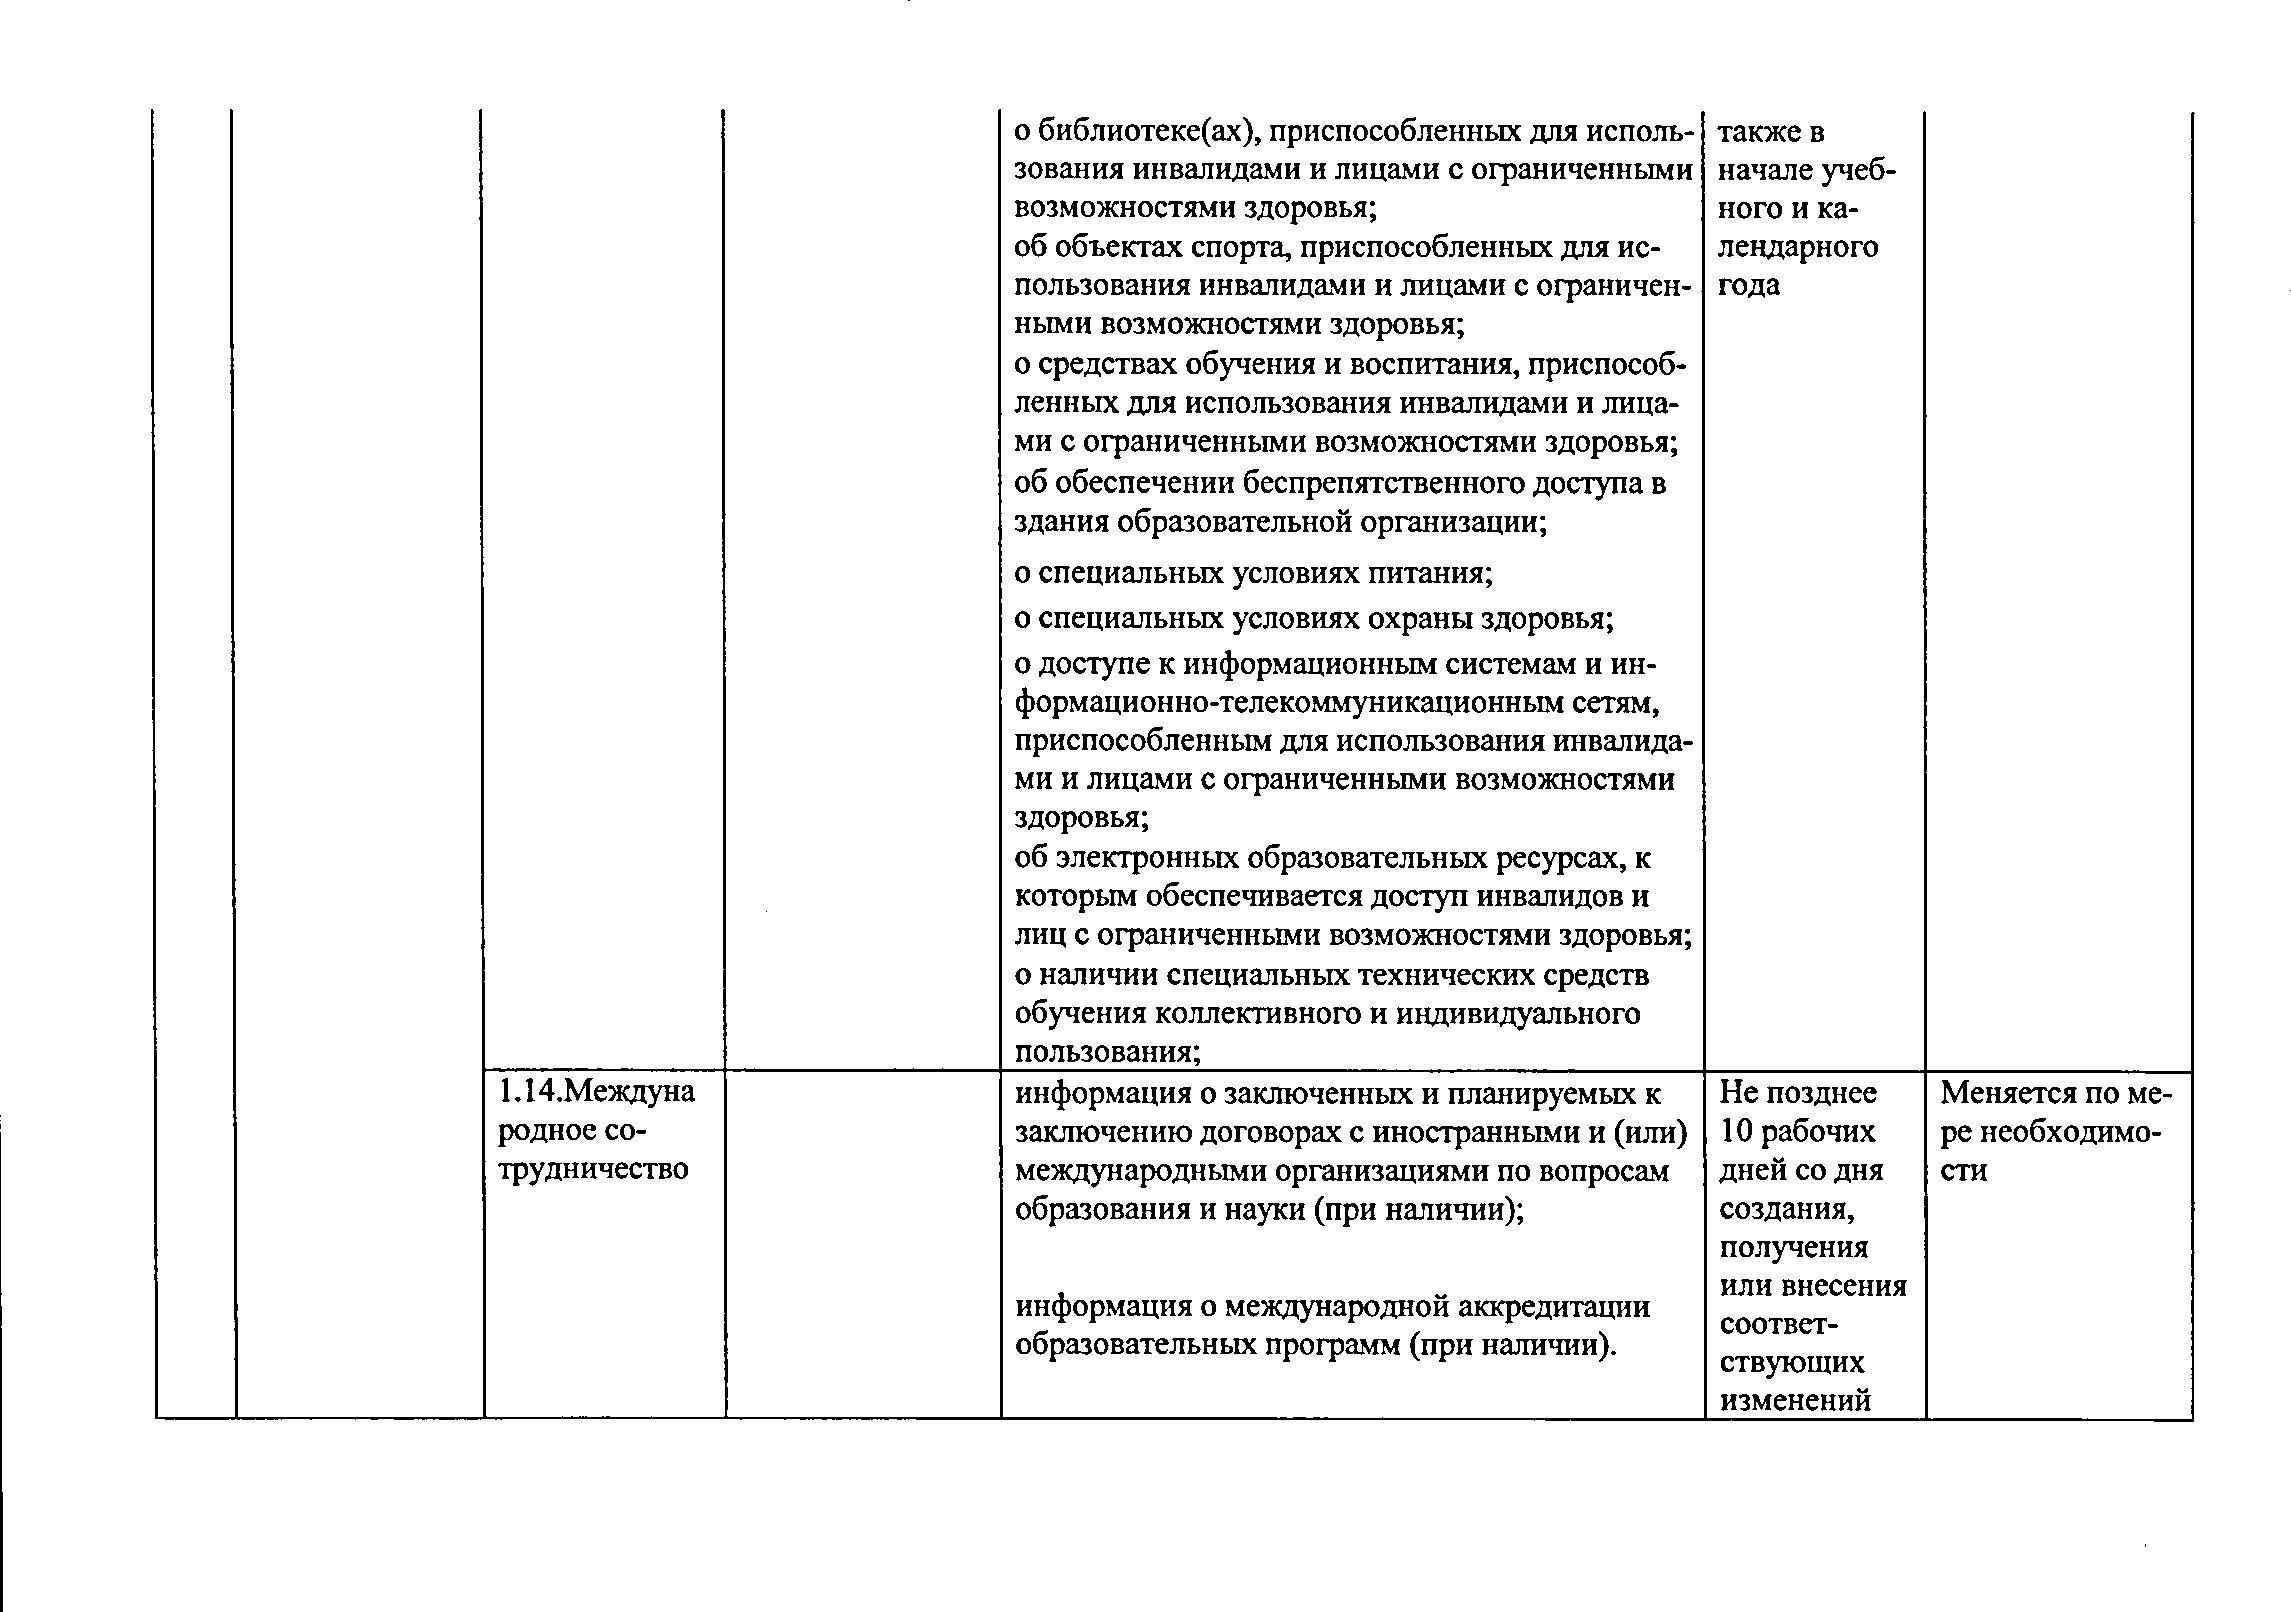 о библиотеке(ах), приспособленных для исполь-
зования инвалидами и лицами с ограниченными
возможностями здоровья;
об объектах спорта, приспособленных для ис-
пользования инвалидами и лицами с ограничен-
ными возможностями здоровья;
о средствах обучения и воспитания, приспособ-
ленных для использования инвалидами и лица-
ми с ограниченными возможностями здоровья;
об обеспечении беспрепятственного доступа в
здания образовательной организации;
о специальных условиях питания;
о специальных условиях охраны здоровья;
о доступе к информационным системам и ин-
формационно-телекоммуникационным сетям,
приспособленным для использования инвалида-
ми и лицами с ограниченными возможностями
здоровья;
об электронных образовательных ресурсах, к
которым обеспечивается доступ инвалидов и
лиц с ограниченными возможностями здоровья;
о наличии специальных технических средств
обучения коллективного и индивидуального
пользования;
также в
начале учеб-
ного и ка-
лендарного
года
1.14.Междуна
родное со-
трудничество
информация о заключенных и планируемых к
заключению договорах с иностранными и (или)
международными организациями по вопросам
образования и науки (при наличии);
информация о международной аккредитации
образовательных программ (при наличии).
Не позднее
10 рабочих
дней со дня
создания,
получения
или внесения
соответ-
ствующих
изменений
Меняется по ме-
ре необходимо-
сти